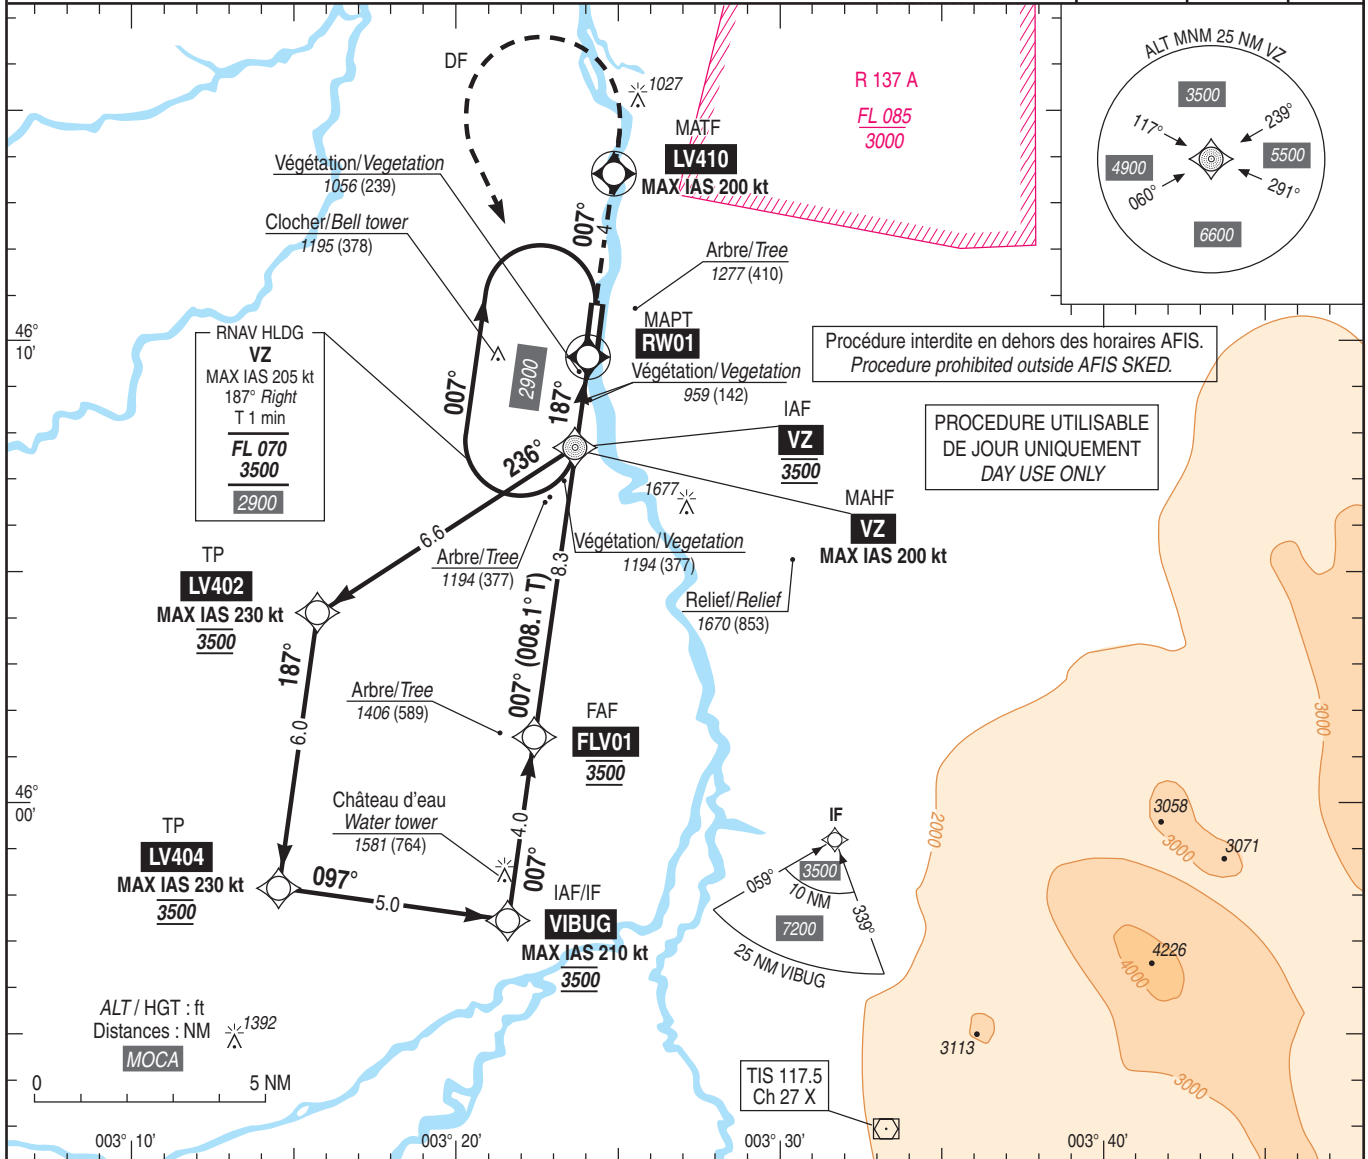 ALT MNM 25 NM VZ
3500
117°
239°
4900
5500
060°
291°
6600
DF
1027
R 137 A
FL 085
3000
MATF
LV410
MAX IAS 200 kt
Végétation/Vegetation
1056 (239)
Clocher/Bell tower
1195 (378)
007°
4
Arbre/Tree
1277 (410)
46°
10'
RNAV HLDG
VZ
MAX IAS 205 kt
187° Right
T 1 min
FL 070
3500
2900
007°
2900
187°
MAPT
RW01
Végétation/Vegetation
959 (142)
Procédure interdite en dehors des horaires AFIS.
Procedure prohibited outside AFIS SKED.
IAF
VZ
3500
PROCEDURE UTILISABLE
DE JOUR UNIQUEMENT
DAY USE ONLY
236°
1677
MAHF
VZ
MAX IAS 200 kt
6.6
Arbre/Tree
1194 (377)
8.3
Végétation/Vegetation
1194 (377)
TP
LV402
MAX IAS 230 kt
3500
Relief/Relief
1670 (853)
187°
007° (008.1° T)
Arbre/Tree
1406 (589)
6.0
FAF
FLV01
3500
3000
46°
00'
Château d'eau
Water tower
1581 (764)
4.0
007°
TP
LV404
MAX IAS 230 kt
3500
097°
5.0
IAF/IF
VIBUG
MAX IAS 210 kt
3500
IF
3500
059°
10 NM
339°
7200
25 NM VIBUG
2000
3058
3000
3071
4226
4000
3113
3000
ALT / HGT : ft
Distances : NM
MOCA
1392
0
5 NM
TIS 117.5
Ch 27 X
003° 10'
003° 20'
003° 30'
003° 40'